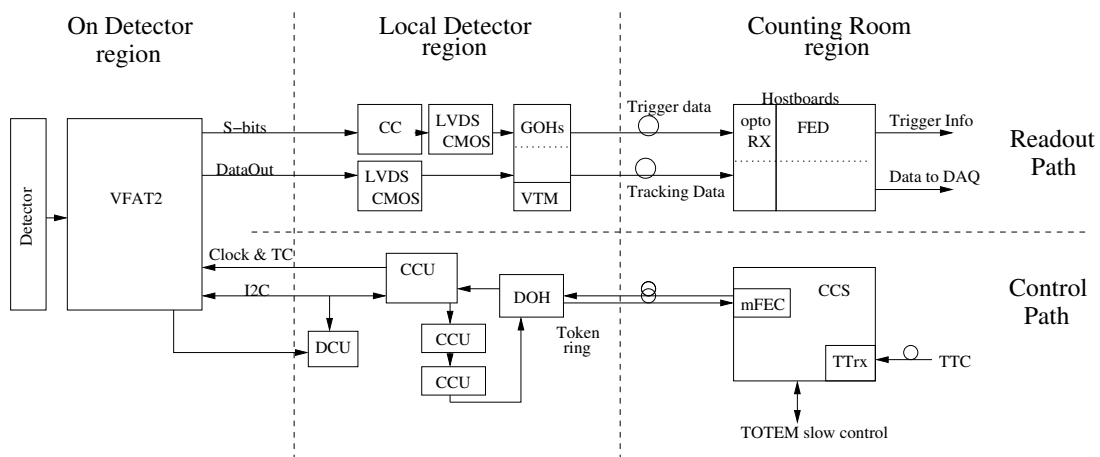 On Detector
region
Local Detector
region
Counting Room
region
Detector
VFAT2
S−bits
DataOut
CC
LVDS
CMOS
LVDS
CMOS
GOHs
VTM
Trigger data
Tracking Data
Hostboards
opto
RX
FED
Trigger Info
Data to DAQ
Readout
Path
Clock & TC
I2C
DCU
CCU
CCU
CCU
DOH
Token
ring
mFEC
CCS
TTrx
TTC
TOTEM slow control
Control
Path